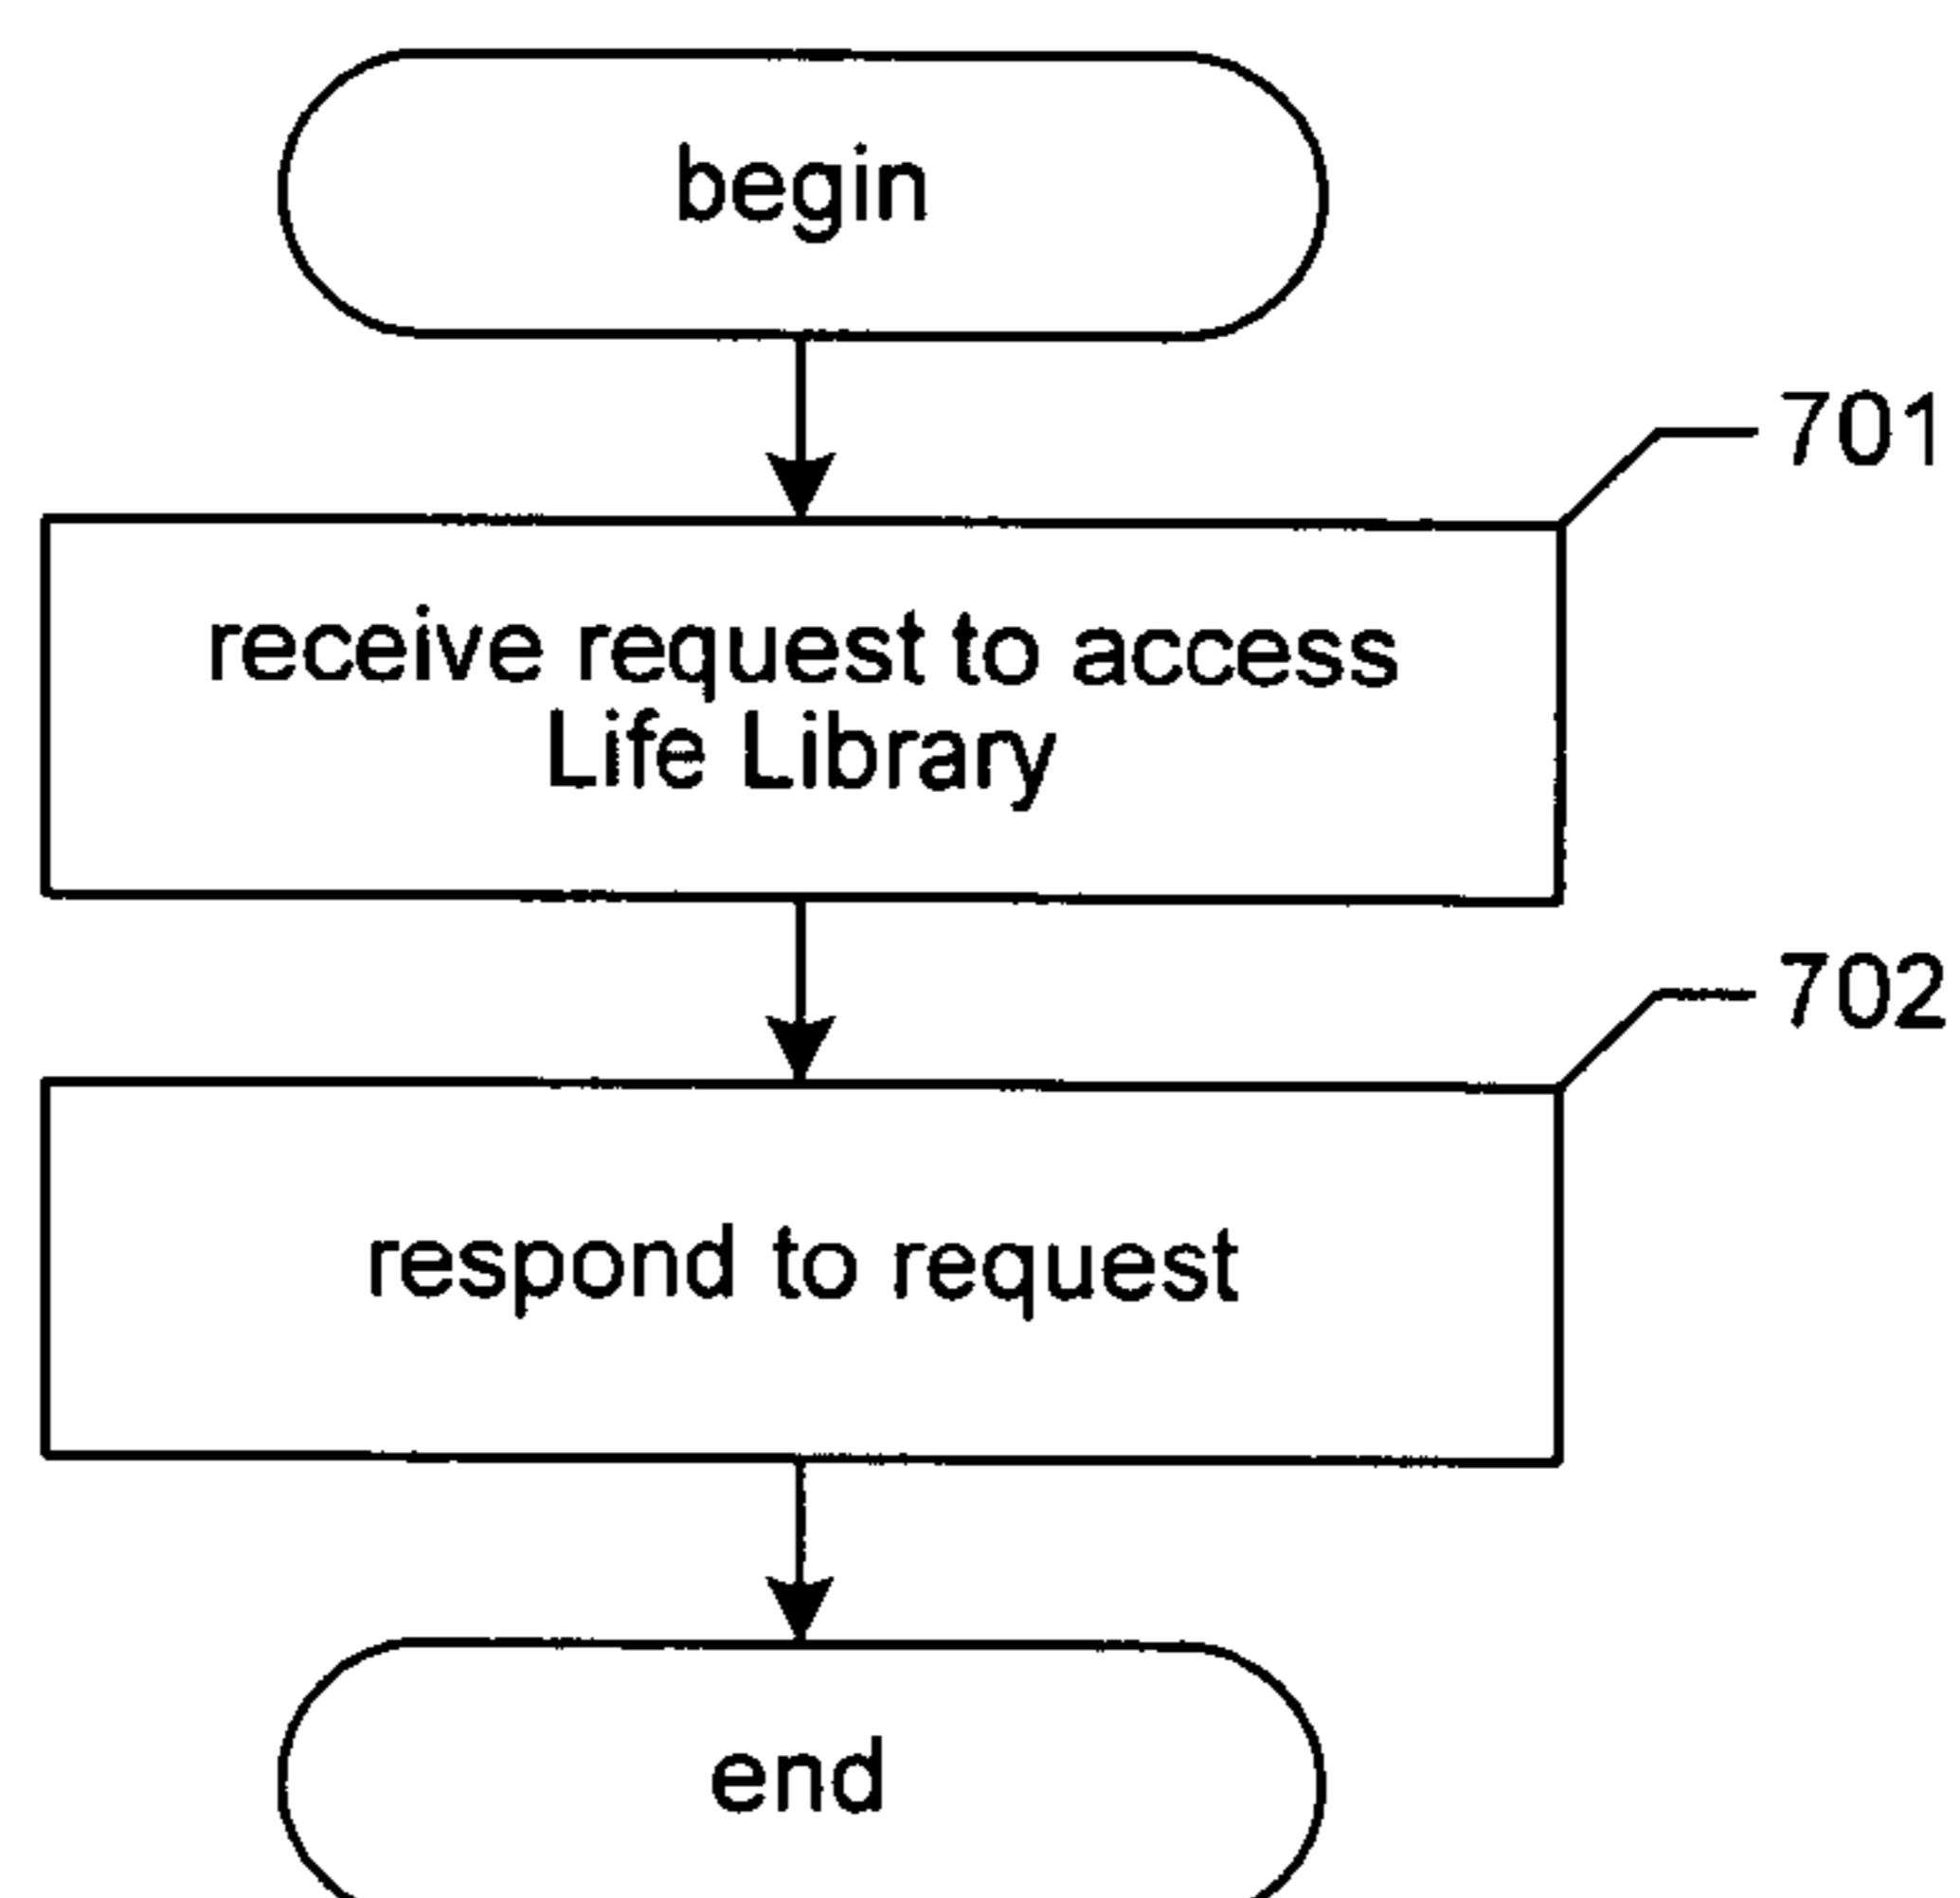 begin
701
receive request to access
Life Library
702
respond to request
end